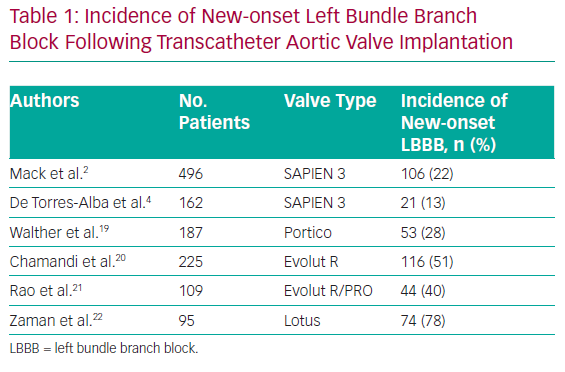 Table 1: Incidence of New-onset Left Bundle Branch
Block Following Transcatheter Aortic Valve Implantation
Authors No. Patients Valve Type Incidence of New-onset LBBB, n (%)
Mack et al.² 496 SAPIEN 3 106 (22)
De Torres-Alba et al.⁴ 162 SAPIEN 3 21 (13)
Walther et al.¹⁹ 187 Portico 53 (28)
Chamandi et al.²⁰ 225 Evolut R 116 (51)
Rao et al.²¹ 109 Evolut R/PRO 44 (40)
Zaman et al.²² 95 Lotus 74 (78)
LBBB = left bundle branch block.